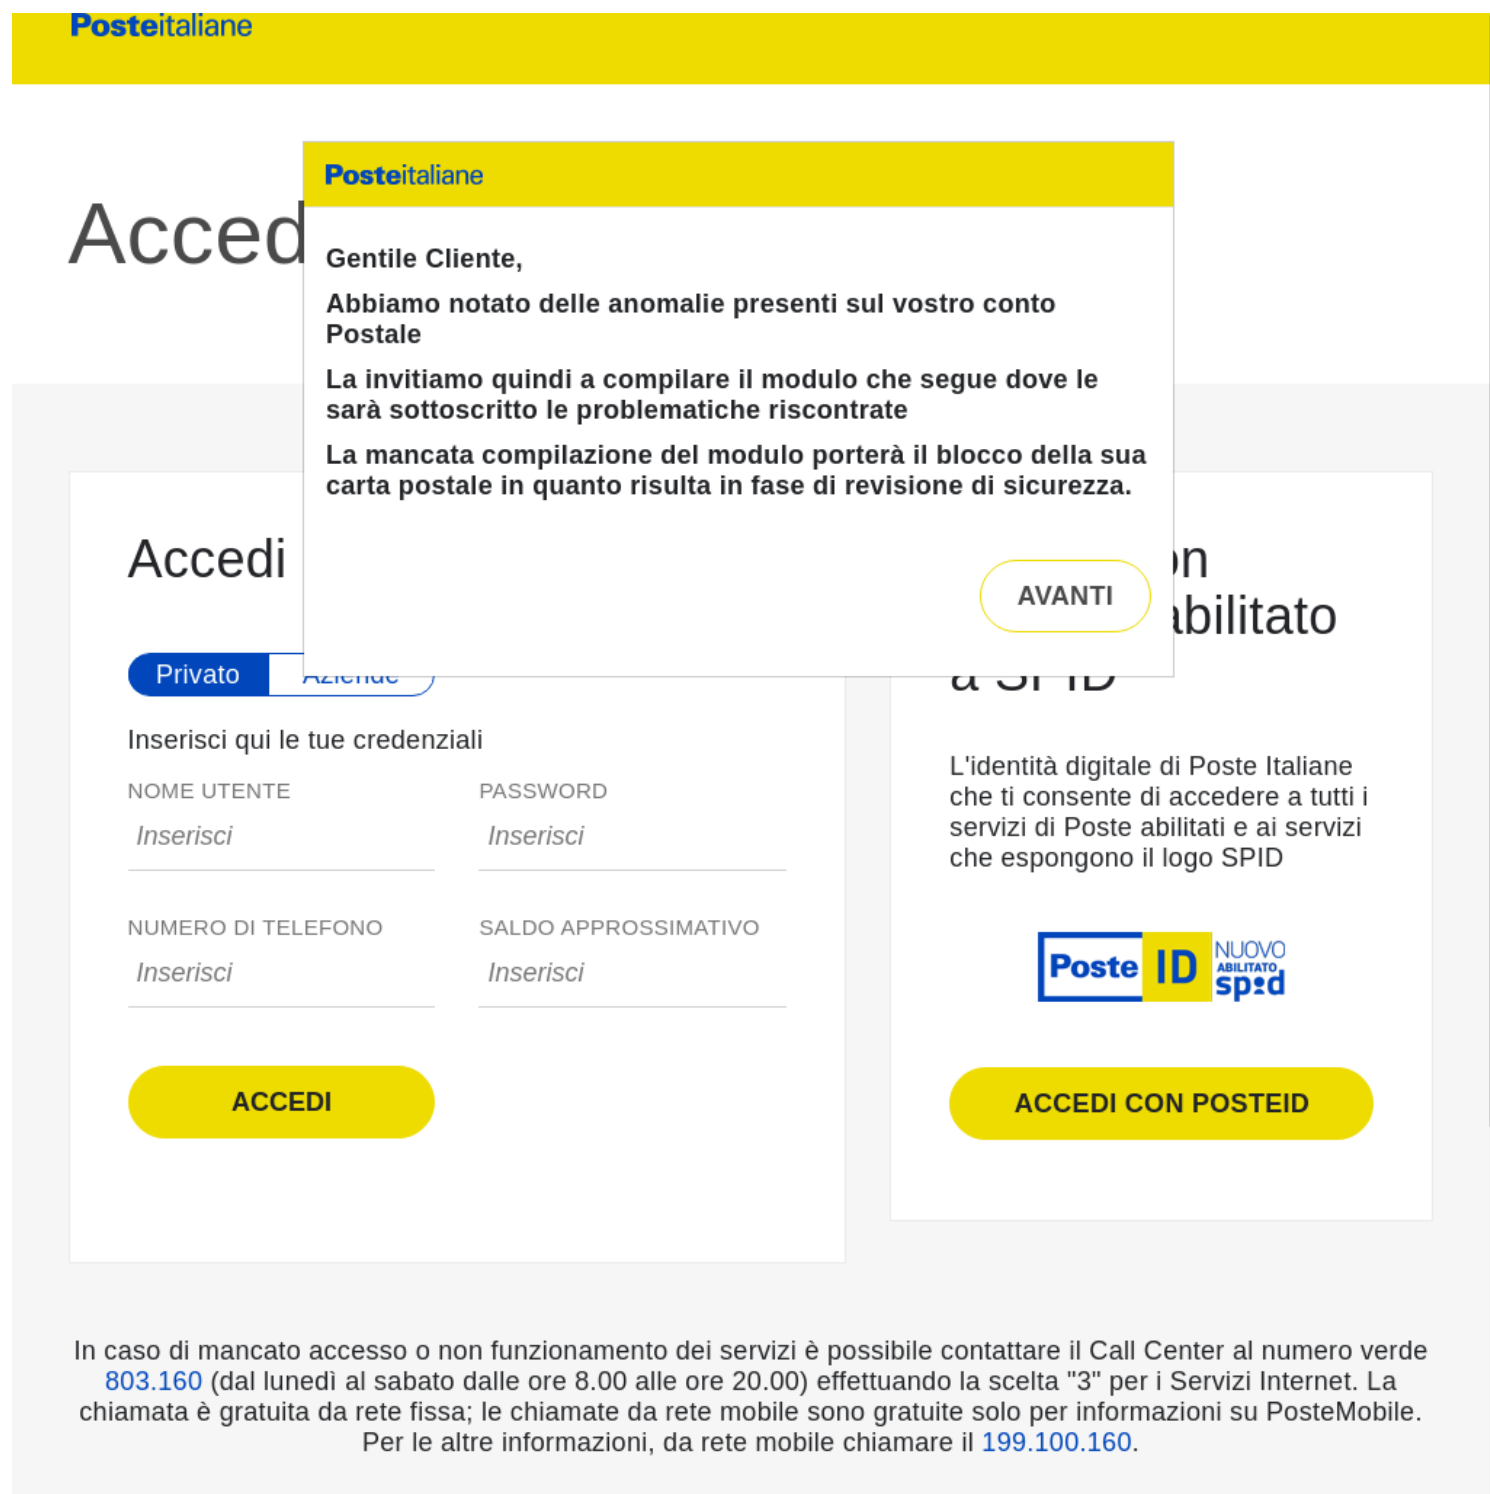 Posteitaliane
Acced
Posteitaliane
Gentile Cliente,
Abbiamo notato delle anomalie presenti sul vostro conto
Postale
La invitiamo quindi a compilare il modulo che segue dove le
sarà sottoscritto le problematiche riscontrate
La mancata compilazione del modulo porterà il blocco della sua
carta postale in quanto risulta in fase di revisione di sicurezza.
AVANTI
Accedi
Privato
Aziende
Inserisci qui le tue credenziali
NOME UTENTE
Inserisci
PASSWORD
Inserisci
NUMERO DI TELEFONO
Inserisci
SALDO APPROSSIMATIVO
Inserisci
ACCEDI
on
abilitato
a SPID
L'identità digitale di Poste Italiane
che ti consente di accedere a tutti i
servizi di Poste abilitati e ai servizi
che espongono il logo SPID
Poste ID
NUOVO
ABILITATO
spid
ACCEDI CON POSTEID
In caso di mancato accesso o non funzionamento dei servizi è possibile contattare il Call Center al numero verde
803.160 (dal lunedì al sabato dalle ore 8.00 alle ore 20.00) effettuando la scelta "3" per i Servizi Internet. La
chiamata è gratuita da rete fissa; le chiamate da rete mobile sono gratuite solo per informazioni su PosteMobile.
Per le altre informazioni, da rete mobile chiamare il 199.100.160.